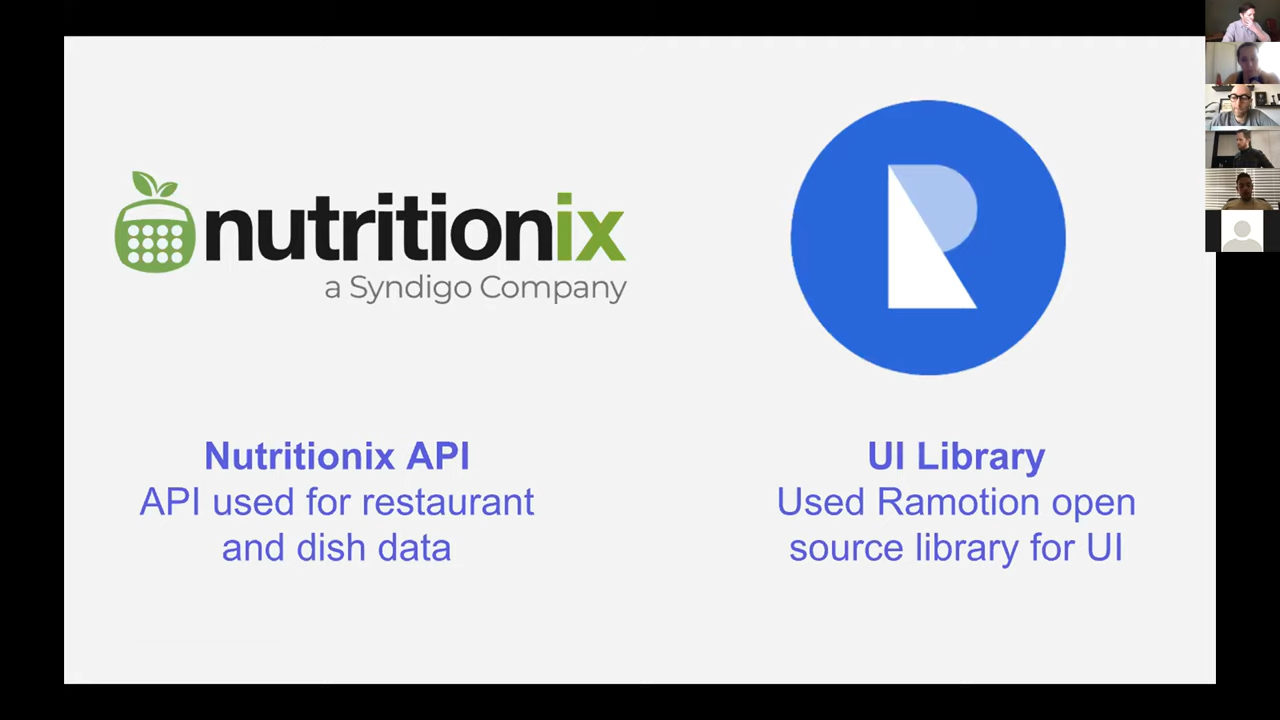 nutritionix
a Syndigo Company
Nutritionix API
API used for restaurant
and dish data
R
UI Library
Used Ramotion open
source library for UI